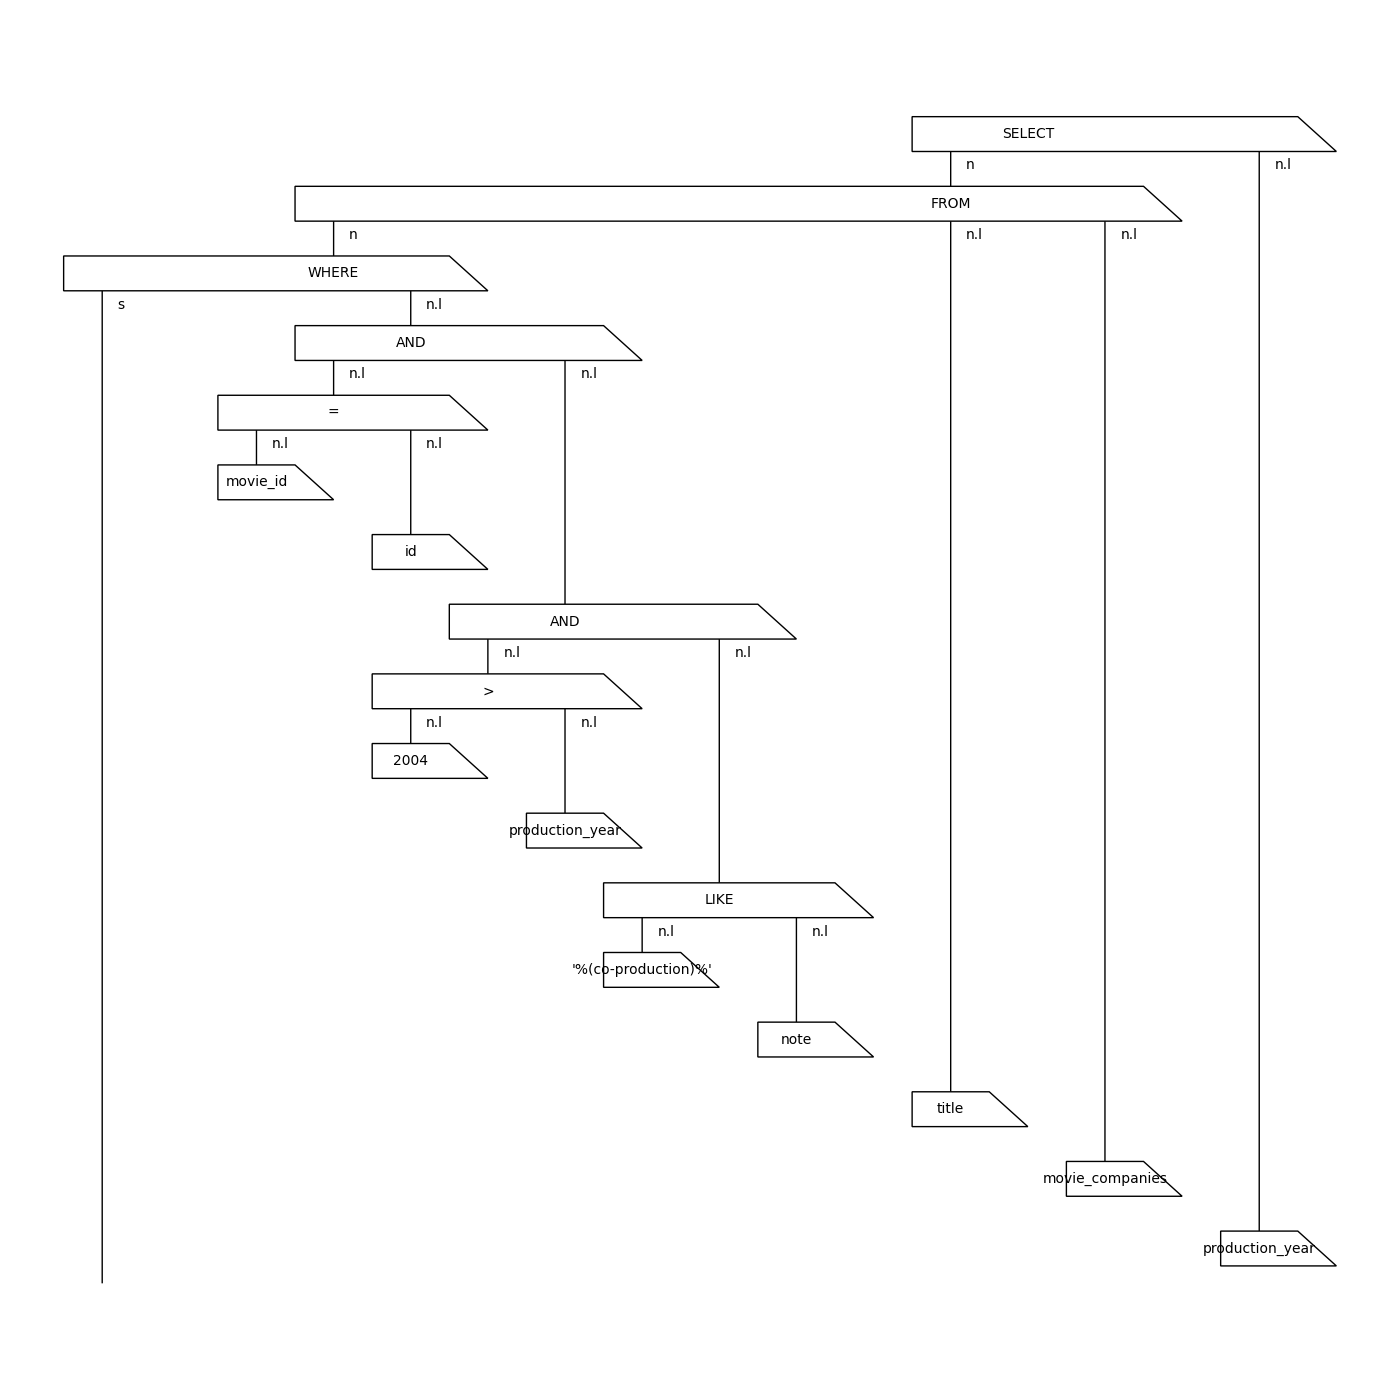 SELECT
n n.l
FROM
n n.l n.l
WHERE
s n.l
AND
n.l n.l
=
n.l n.l
movie_id
id
AND
n.l n.l
>
n.l n.l
2004
production_year
LIKE
n.l n.l
'%(co-production)%'
note
title
movie_companies
production_year